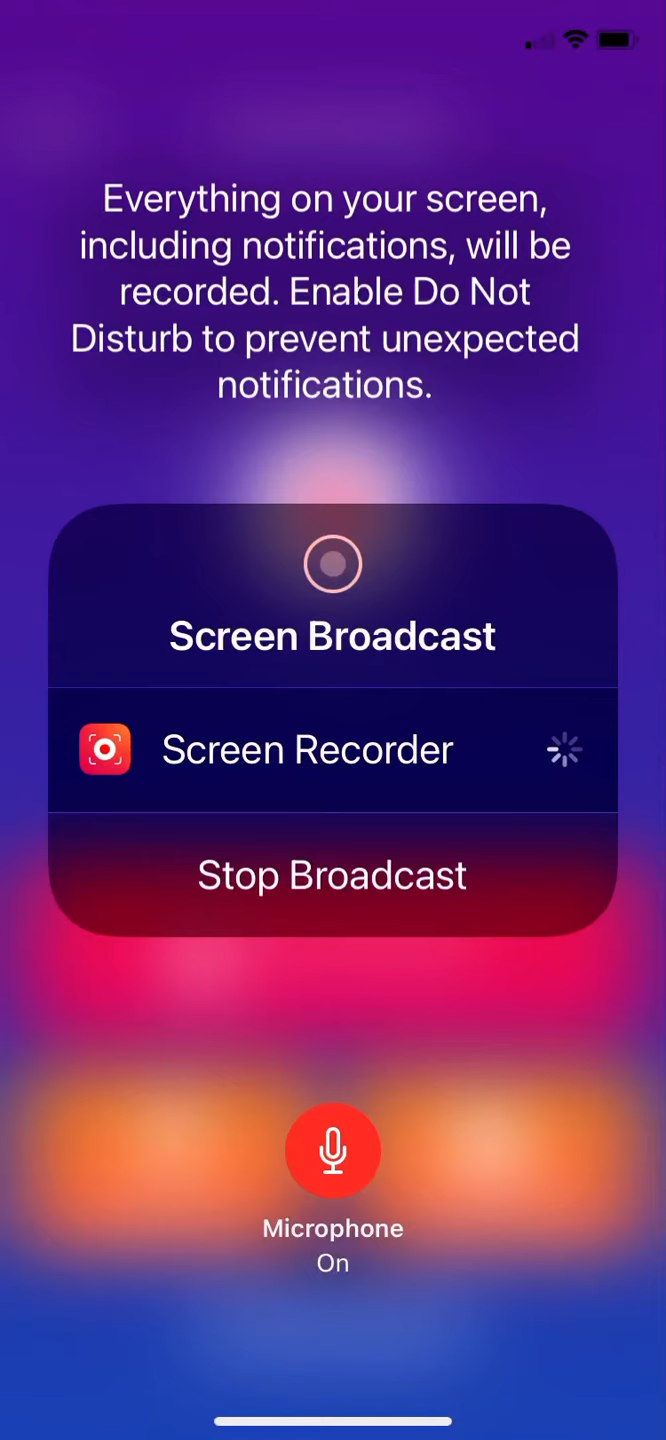 Everything on your screen,
including notifications, will be
recorded. Enable Do Not
Disturb to prevent unexpected
notifications.
Screen Broadcast
Screen Recorder
Stop Broadcast
Microphone
On